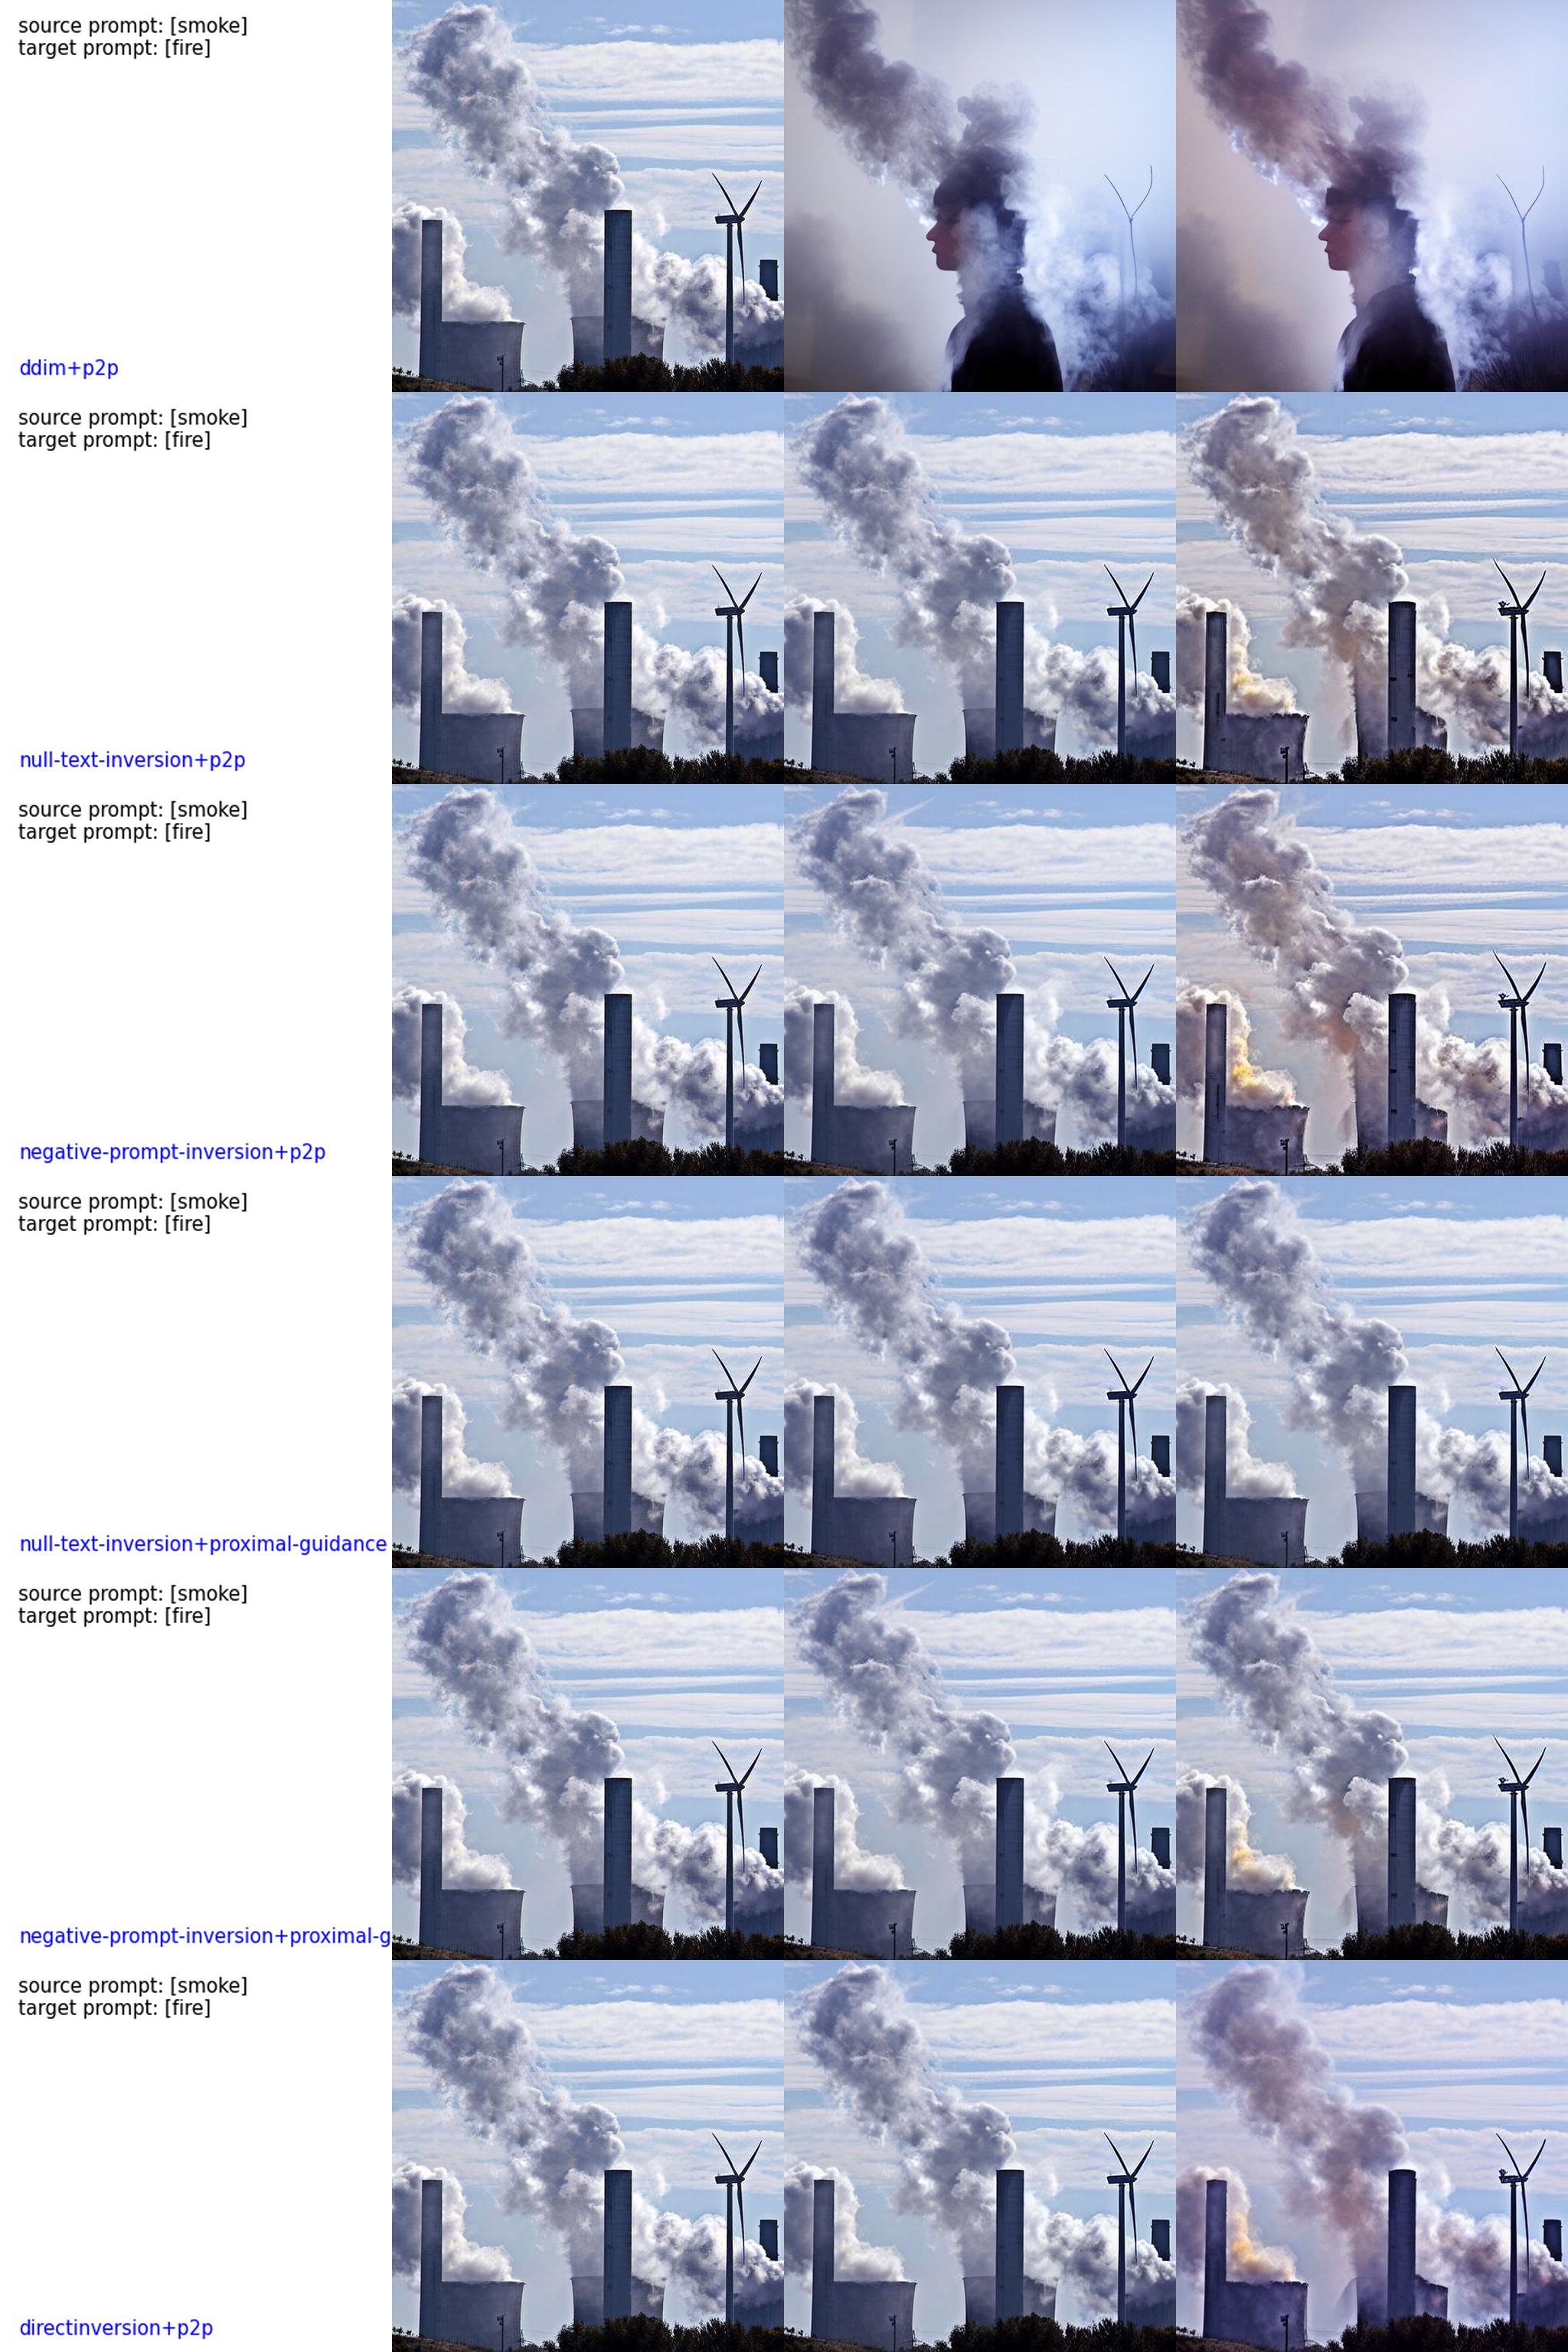 source prompt: [smoke]
target prompt: [fire]
ddim+p2p
source prompt: [smoke]
target prompt: [fire]
null-text-inversion+p2p
source prompt: [smoke]
target prompt: [fire]
negative-prompt-inversion+p2p
source prompt: [smoke]
target prompt: [fire]
null-text-inversion+proximal-guidance
source prompt: [smoke]
target prompt: [fire]
negative-prompt-inversion+proximal-g
source prompt: [smoke]
target prompt: [fire]
directinversion+p2p